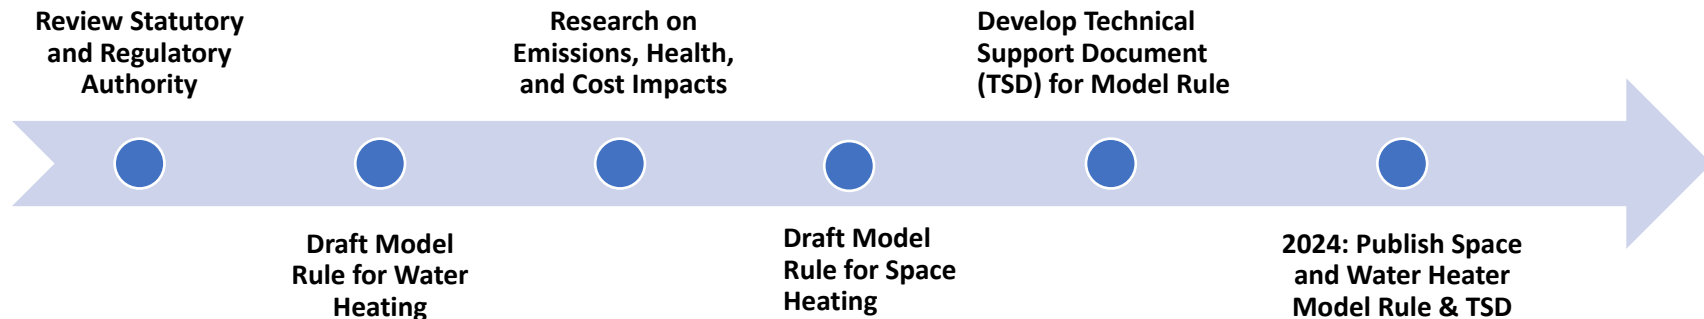 Review Statutory
and Regulatory
Authority
Draft Model
Rule for Water
Heating
Research on
Emissions, Health,
and Cost Impacts
Draft Model
Rule for Space
Heating
Develop Technical
Support Document
(TSD) for Model Rule
2024: Publish Space
and Water Heater
Model Rule & TSD